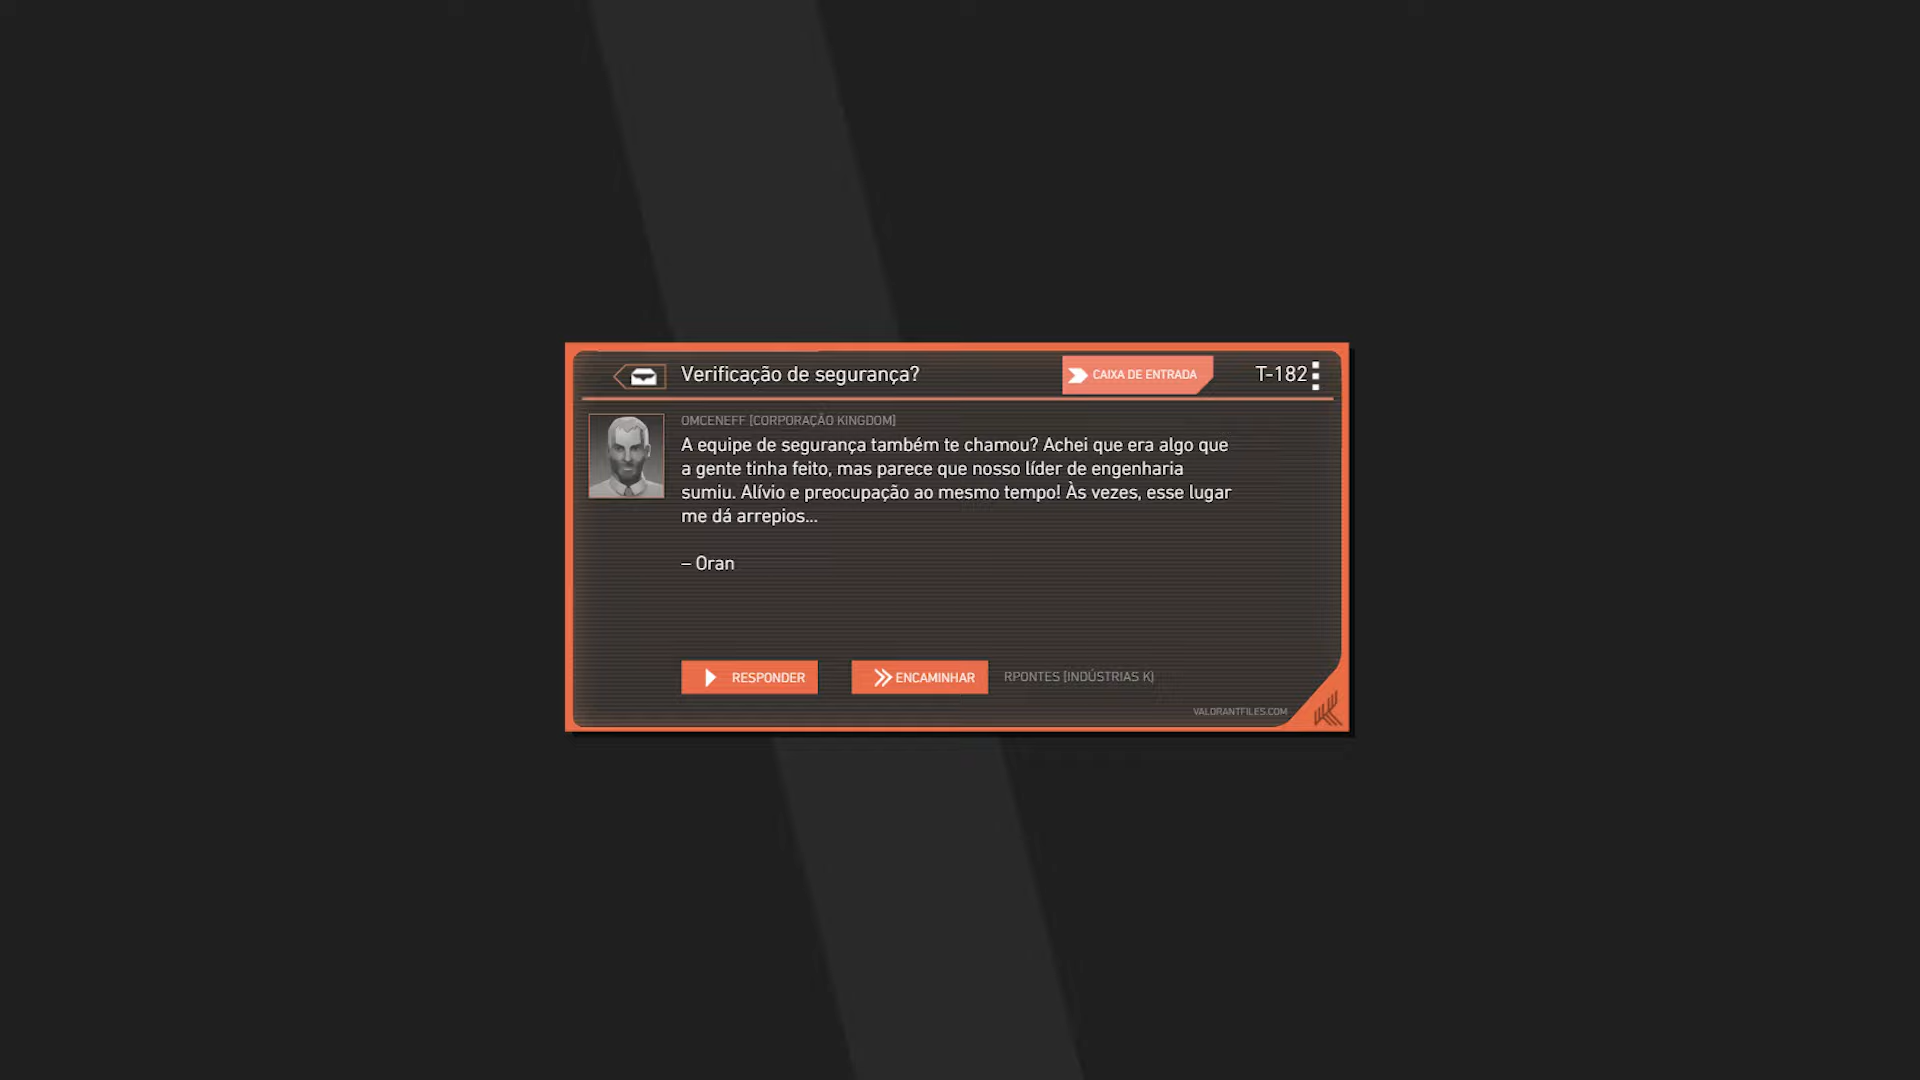 Verificação de segurança?
CAIXA DE ENTRADA
T-182
OMCENEFF [CORPORAÇÃO KINGDOM]
A equipe de segurança também te chamou? Achei que era algo que
a gente tinha feito, mas parece que nosso líder de engenharia
sumiu. Alívio e preocupação ao mesmo tempo! Às vezes, esse lugar
me dá arrepios...
– Oran
RESPONDER
ENCAMINHAR
RPONTES [INDÚSTRIAS K]
VALORANTFILES.COM